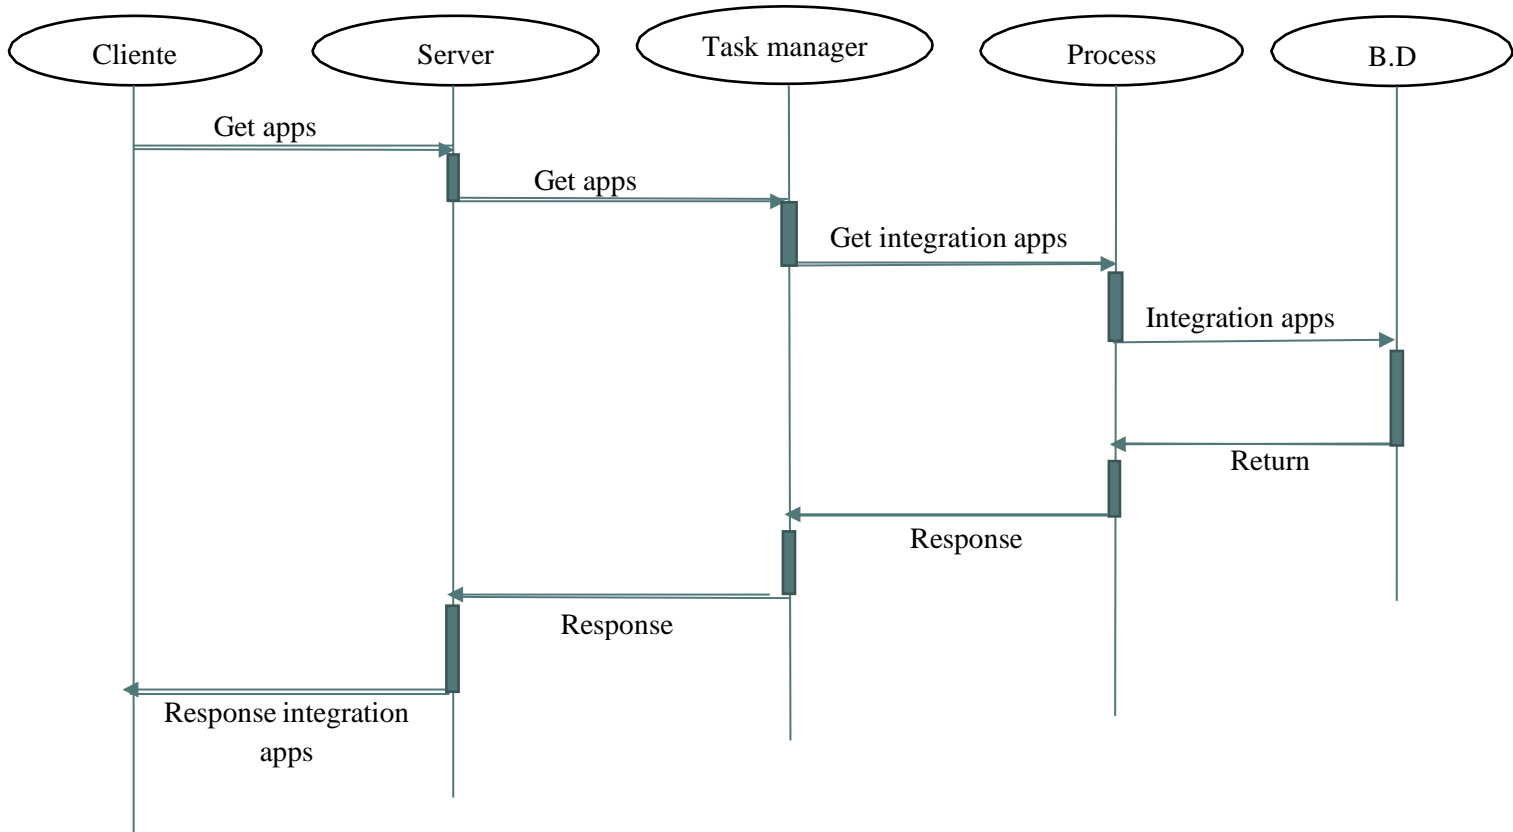 Cliente
Server
Task manager
Process
B.D
Get apps
Get apps
Get integration apps
Integration apps
Return
Response
Response
Response integration
apps